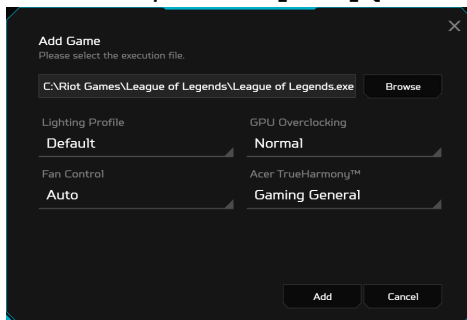 Add Game
Please select the execution file.
C:\Riot Games\League of Legends\League of Legends.exe
Browse
Lighting Profile
GPU Overclocking
Default
Normal
Fan Control
Acer TrueHarmony™
Auto
Gaming General
Add
Cancel